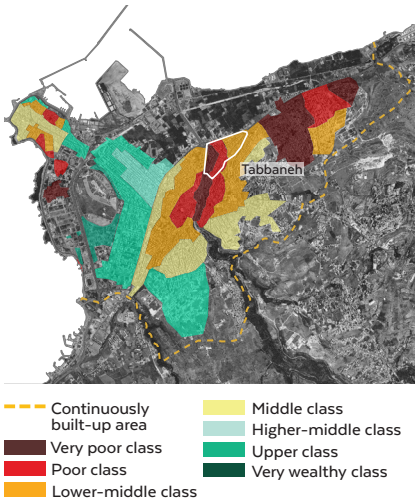 Tabbaneh
Continuously
built-up area
Very poor class
Poor class
Lower-middle class
Middle class
Higher-middle class
Upper class
Very wealthy class